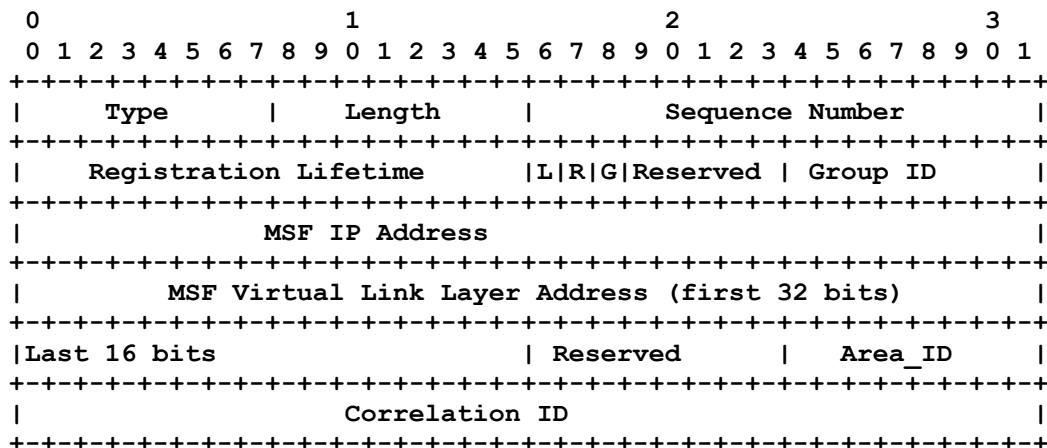 0                   1                   2                   3
 0 1 2 3 4 5 6 7 8 9 0 1 2 3 4 5 6 7 8 9 0 1 2 3 4 5 6 7 8 9 0 1
+-+-+-+-+-+-+-+-+-+-+-+-+-+-+-+-+-+-+-+-+-+-+-+-+-+-+-+-+-+-+-+-+
|     Type      |    Length     |        Sequence Number        |
+-+-+-+-+-+-+-+-+-+-+-+-+-+-+-+-+-+-+-+-+-+-+-+-+-+-+-+-+-+-+-+-+
|    Registration Lifetime      |L|R|G|Reserved | Group ID      |
+-+-+-+-+-+-+-+-+-+-+-+-+-+-+-+-+-+-+-+-+-+-+-+-+-+-+-+-+-+-+-+-+
|               MSF IP Address                                  |
+-+-+-+-+-+-+-+-+-+-+-+-+-+-+-+-+-+-+-+-+-+-+-+-+-+-+-+-+-+-+-+-+
|         MSF Virtual Link Layer Address (first 32 bits)        |
+-+-+-+-+-+-+-+-+-+-+-+-+-+-+-+-+-+-+-+-+-+-+-+-+-+-+-+-+-+-+-+-+
|Last 16 bits                   | Reserved      |   Area_ID     |
+-+-+-+-+-+-+-+-+-+-+-+-+-+-+-+-+-+-+-+-+-+-+-+-+-+-+-+-+-+-+-+-+
|                    Correlation ID                             |
+-+-+-+-+-+-+-+-+-+-+-+-+-+-+-+-+-+-+-+-+-+-+-+-+-+-+-+-+-+-+-+-+